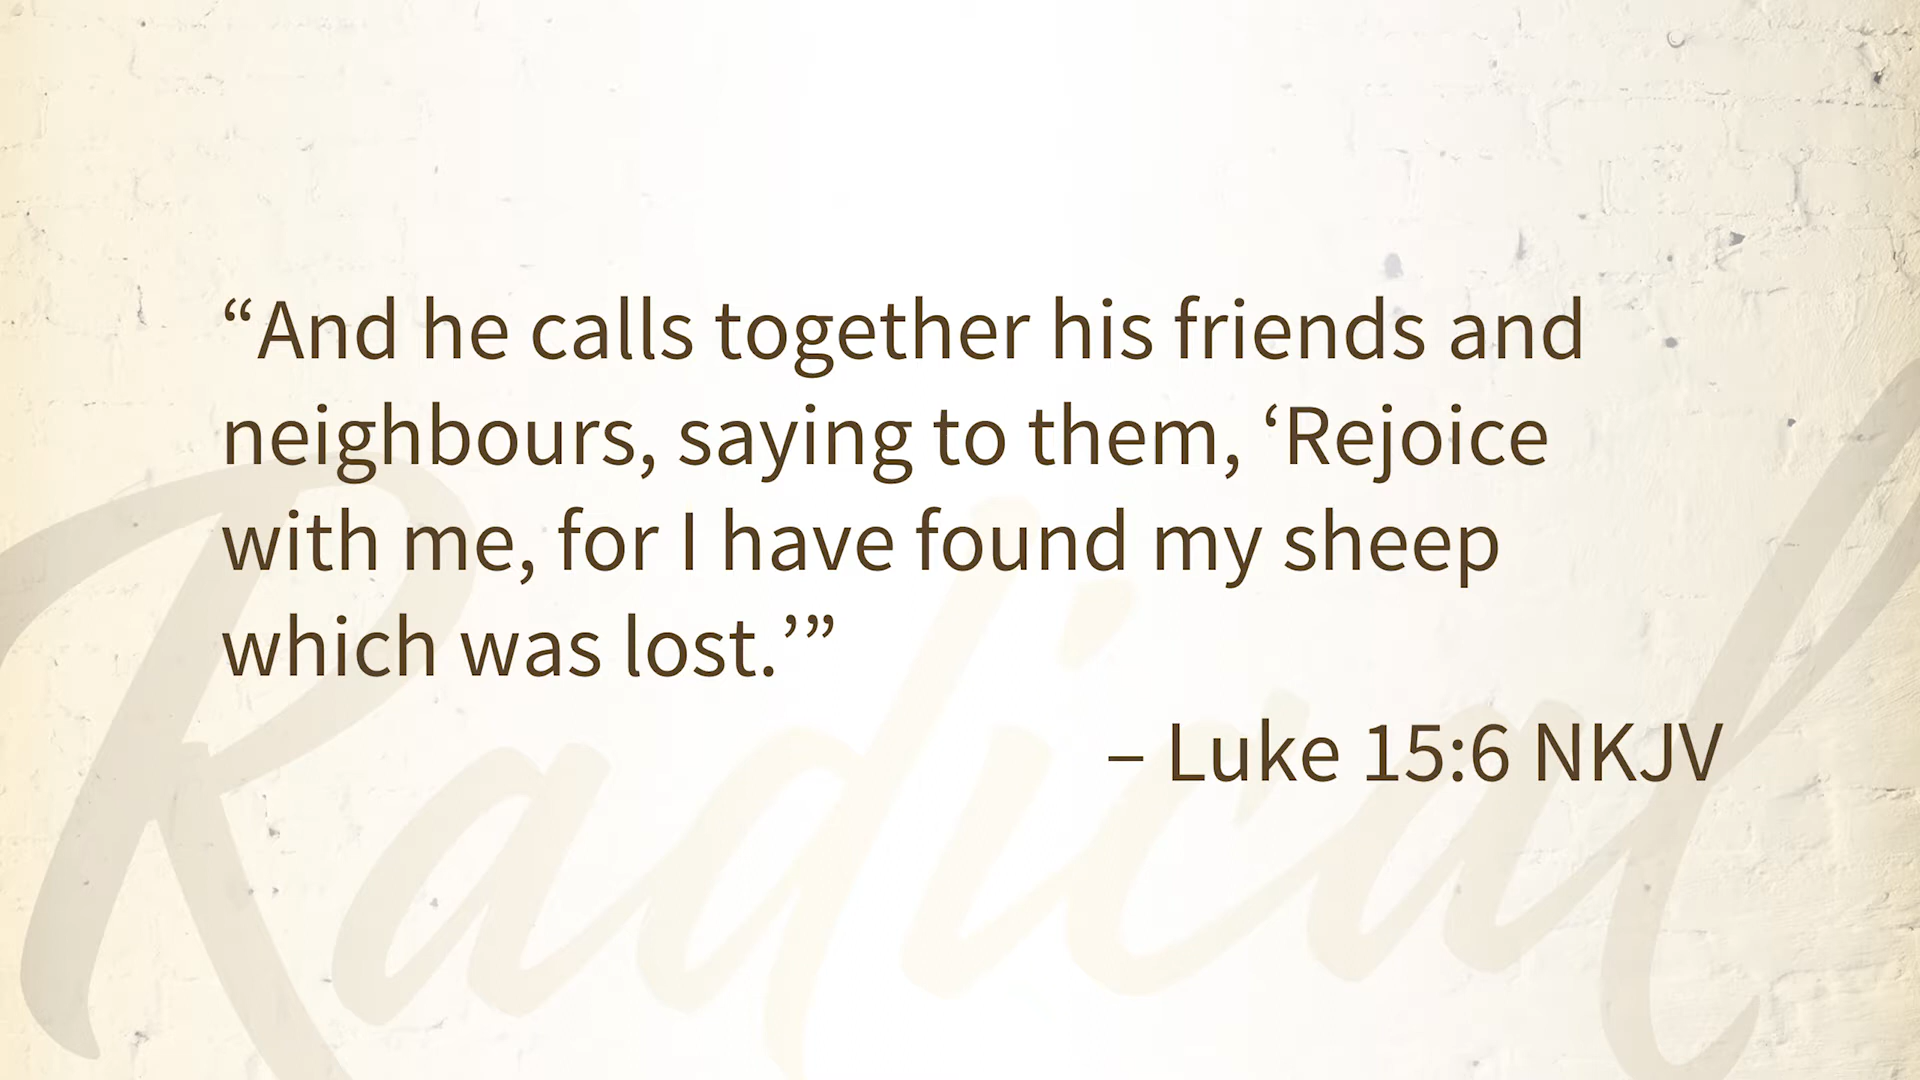 “And he calls together his friends and
neighbours, saying to them, ‘Rejoice
with me, for I have found my sheep
which was lost.’”
– Luke 15:6 NKJV
Radical